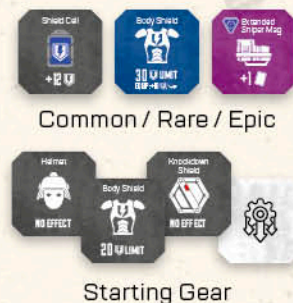 Shield Cell
+12
Body Shield
30 LIMIT
Extended
Sniper Mag
+1
Common / Rare / Epic
Helmet
NO EFFECT
Body Shield
20 LIMIT
Knockdown
Shield
NO EFFECT
Starting Gear